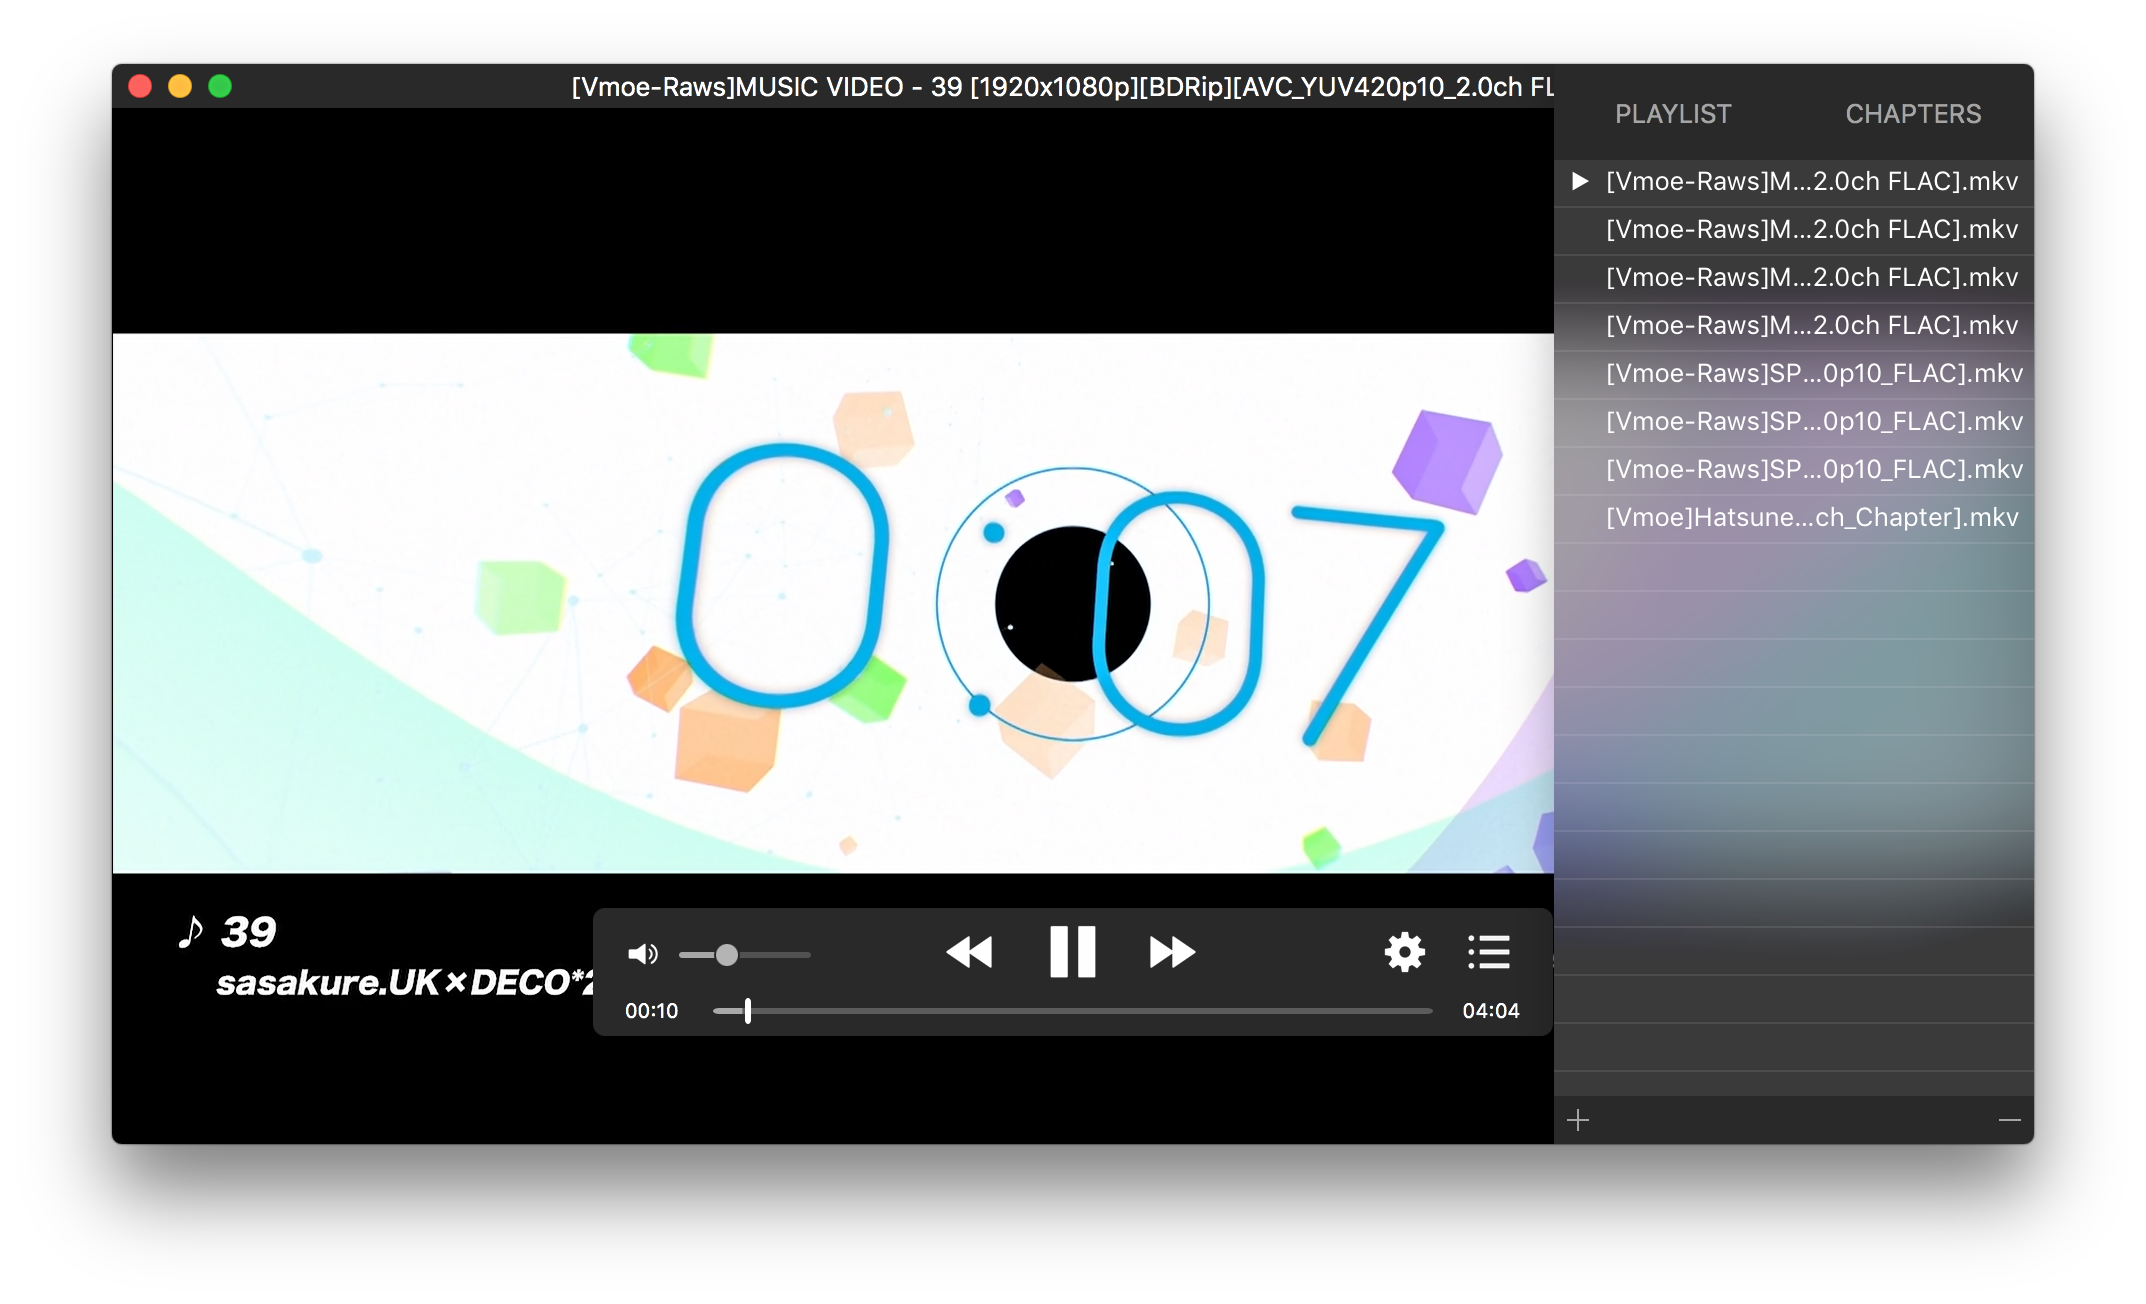 [Vmoe-Raws]MUSIC VIDEO - 39 [1920x1080p][BDRip][AVC_YUV420p10_2.0ch FL
PLAYLIST CHAPTERS
[Vmoe-Raws]M...2.0ch FLAC].mkv
[Vmoe-Raws]M...2.0ch FLAC].mkv
[Vmoe-Raws]M...2.0ch FLAC].mkv
[Vmoe-Raws]M...2.0ch FLAC].mkv
[Vmoe-Raws]SP...0p10_FLAC].mkv
[Vmoe-Raws]SP...0p10_FLAC].mkv
[Vmoe-Raws]SP...0p10_FLAC].mkv
[Vmoe]Hatsune...ch_Chapter].mkv
0 07
♪ 39
sasakure.UK×DECO*2
00:10 04:04